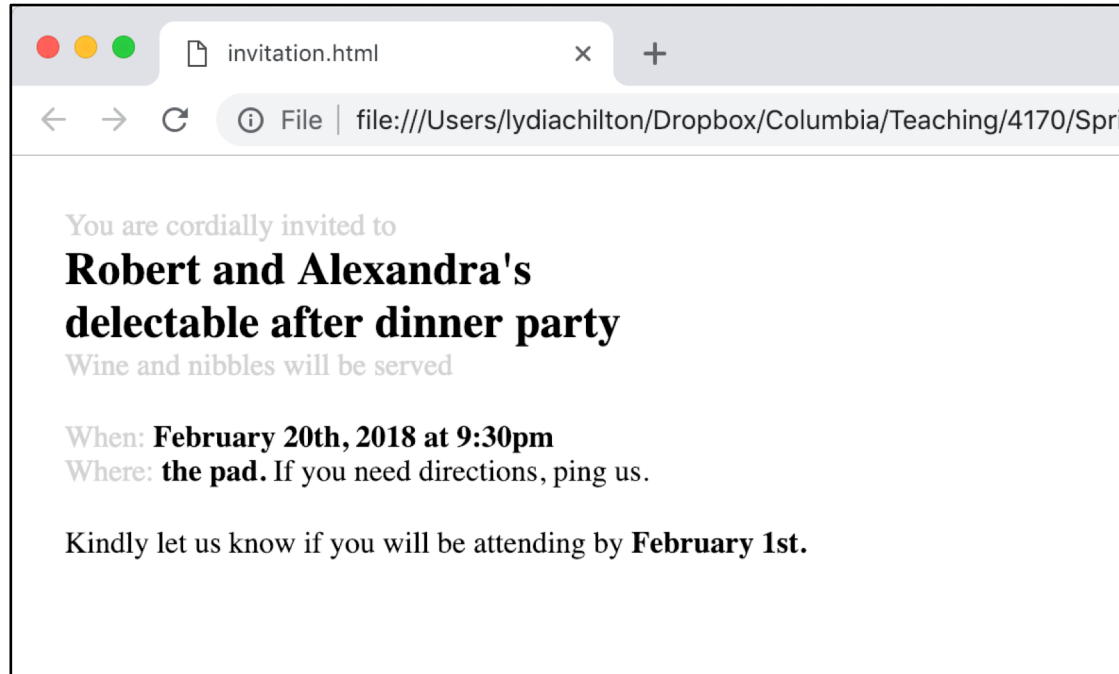 invitation.html
File file:///Users/lydiachilton/Dropbox/Columbia/Teaching/4170/Spri
You are cordially invited to
Robert and Alexandra's
delectable after dinner party
Wine and nibbles will be served
When: February 20th, 2018 at 9:30pm
Where: the pad. If you need directions, ping us.
Kindly let us know if you will be attending by February 1st.